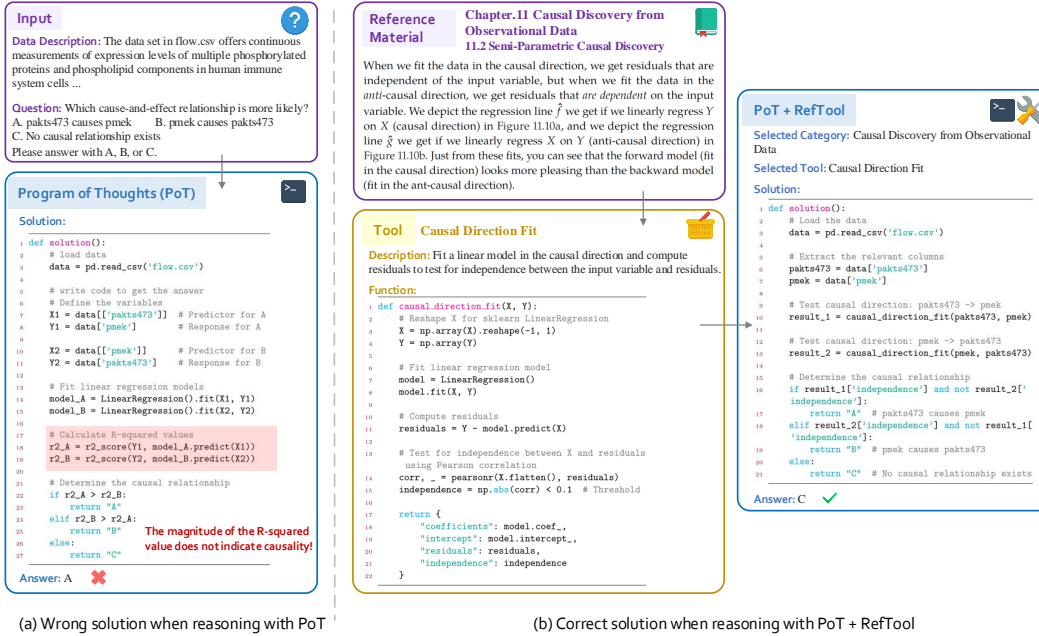 Input
Data Description: The data set in flow.csv offers continuous
measurements of expression levels of multiple phosphorylated
proteins and phospholipid components in human immune
system cells ...
Question: Which cause-and-effect relationship is more likely?
A. pakts473 causes pmek B. pmek causes pakts473
C. No causal relationship exists
Please answer with A, B, or C.
Program of Thoughts (PoT)
Solution:
1 def solution():
2 # load data
3 data = pd.read_csv('flow.csv')
4
5 # write code to get the answer
6 # Define the variables
7 X1 = data[['pakts473']] # Predictor for A
8 Y1 = data['pmek'] # Response for A
9
10 X2 = data[['pmek']] # Predictor for B
11 Y2 = data['pakts473'] # Response for B
12
13 # Fit linear regression models
14 model_A = LinearRegression().fit(X1, Y1)
15 model_B = LinearRegression().fit(X2, Y2)
16
17 # Calculate R-squared values
18 r2_A = r2_score(Y1, model_A.predict(X1))
19 r2_B = r2_score(Y2, model_B.predict(X2))
20
21 # Determine the causal relationship
22 if r2_A > r2_B:
23 return "A"
24 elif r2_B > r2_A:
25 return "B"
26 else:
27 return "C"
The magnitude of the R-squared
value does not indicate causality!
Answer: A
(a) Wrong solution when reasoning with PoT
Reference
Material
Chapter.11 Causal Discovery from
Observational Data
11.2 Semi-Parametric Causal Discovery
When we fit the data in the causal direction, we get residuals that are
independent of the input variable, but when we fit the data in the
anti-causal direction, we get residuals that are dependent on the input
variable. We depict the regression line f̂ we get if we linearly regress Y
on X (causal direction) in Figure 11.10a, and we depict the regression
line ĝ we get if we linearly regress X on Y (anti-causal direction) in
Figure 11.10b. Just from these fits, you can see that the forward model (fit
in the causal direction) looks more pleasing than the backward model
(fit in the ant-causal direction).
Tool Causal Direction Fit
Description: Fit a linear model in the causal direction and compute
residuals to test for independence between the input variable and residuals.
Function:
1 def causal_direction_fit(X, Y):
2 # Reshape X for sklearn LinearRegression
3 X = np.array(X).reshape(-1, 1)
4 Y = np.array(Y)
5
6 # Fit linear regression model
7 model = LinearRegression()
8 model.fit(X, Y)
9
10 # Compute residuals
11 residuals = Y - model.predict(X)
12
13 # Test for independence between X and residuals
using Pearson correlation
14 corr, _ = pearsonr(X.flatten(), residuals)
15 independence = np.abs(corr) < 0.1 # Threshold
16
17 return {
18 "coefficients": model.coef_,
19 "intercept": model.intercept_,
20 "residuals": residuals,
21 "independence": independence
22 }
PoT + RefTool
Selected Category: Causal Discovery from Observational
Data
Selected Tool: Causal Direction Fit
Solution:
1 def solution():
2 # Load the data
3 data = pd.read_csv('flow.csv')
4
5 # Extract the relevant columns
6 pakts473 = data['pakts473']
7 pmek = data['pmek']
8
9 # Test causal direction: pakts473 -> pmek
10 result_1 = causal_direction_fit(pakts473, pmek)
11
12 # Test causal direction: pmek -> pakts473
13 result_2 = causal_direction_fit(pmek, pakts473)
14
15 # Determine the causal relationship
16 if result_1['independence'] and not result_2['
independence']:
17 return "A" # pakts473 causes pmek
18 elif result_2['independence'] and not result_1[
'independence']:
19 return "B" # pmek causes pakts473
20 else:
21 return "C" # No causal relationship exists
Answer: C
(b) Correct solution when reasoning with PoT + RefTool